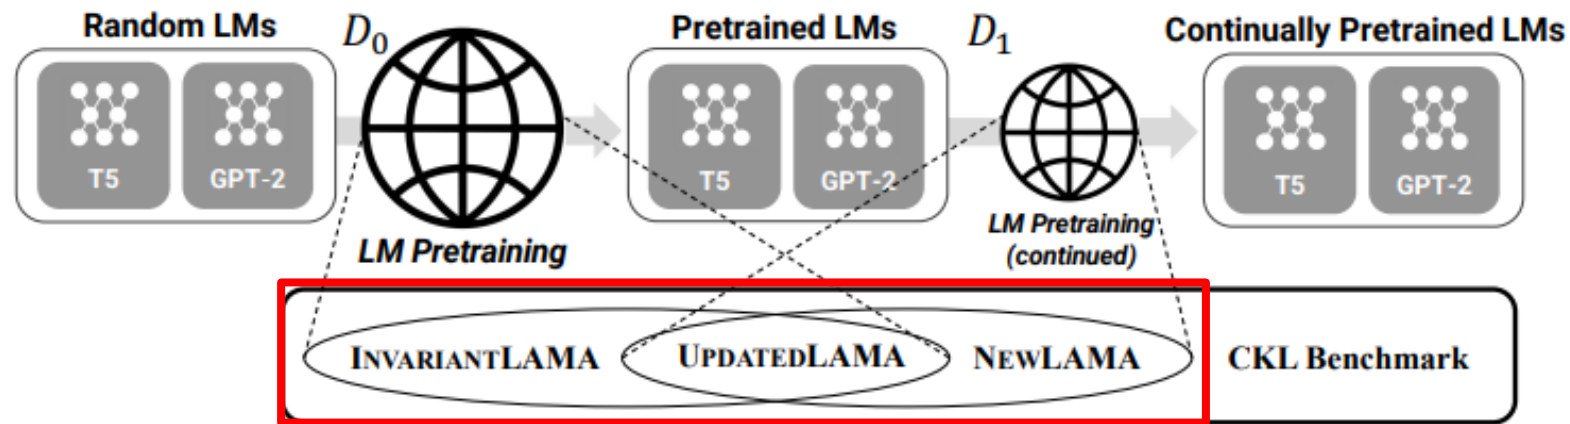 Random LMs
D0
Pretrained LMs
D1
Continually Pretrained LMs
T5
GPT-2
T5
GPT-2
T5
GPT-2
LM Pretraining
LM Pretraining
(continued)
INVARIANTLAMA
UPDATEDLAMA
NEWLAMA
CKL Benchmark